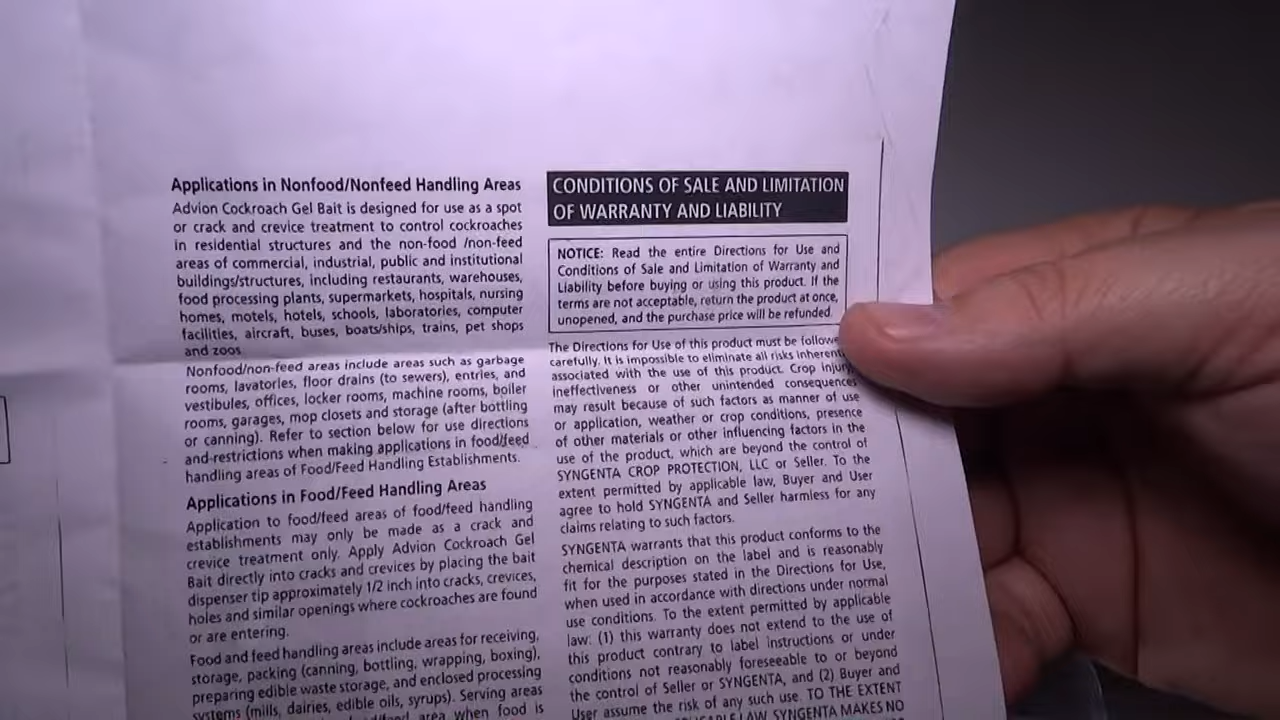 Applications in Nonfood/Nonfeed Handling Areas
Advion Cockroach Gel Bait is designed for use as a spot
or crack and crevice treatment to control cockroaches
in residential structures and the non-food /non-feed
areas of commercial, industrial, public and institutional
buildings/structures, including restaurants, warehouses,
food processing plants, supermarkets, hospitals, nursing
homes, motels, hotels, schools, laboratories, computer
facilities, aircraft, buses, boats/ships, trains, pet shops
and zoos
Nonfood/non-feed areas include areas such as garbage
rooms, lavatories, floor drains (to sewers), entries, and
vestibules, offices, locker rooms, machine rooms, boiler
rooms, garages, mop closets and storage (after bottling
or canning). Refer to section below for use directions
and restrictions when making applications in food/feed
handling areas of Food/Feed Handling Establishments.
Applications in Food/Feed Handling Areas
Application to food/feed areas of food/feed handling
establishments may only be made as a crack and
crevice treatment only. Apply Advion Cockroach Gel
Bait directly into cracks and crevices by placing the bait
dispenser tip approximately 1/2 inch into cracks, crevices,
holes and similar openings where cockroaches are found
or are entering.
Food and feed handling areas include areas for receiving,
storage, packing (canning, bottling, wrapping, boxing),
preparing edible waste storage, and enclosed processing
systems (mills, dairies, edible oils, syrups). Serving areas
area when food is
CONDITIONS OF SALE AND LIMITATION
OF WARRANTY AND LIABILITY
NOTICE: Read the entire Directions for Use and
Conditions of Sale and Limitation of Warranty and
Liability before buying or using this product. If the
terms are not acceptable, return the product at once,
unopened, and the purchase price will be refunded.
The Directions for Use of this product must be followe
carefully. It is impossible to eliminate all risks inherent
associated with the use of this product. Crop injury,
ineffectiveness or other unintended consequences
may result because of such factors as manner of use
or application, weather or crop conditions, presence
of other materials or other influencing factors in the
use of the product, which are beyond the control of
SYNGENTA CROP PROTECTION, LLC or Seller. To the
extent permitted by applicable law, Buyer and User
agree to hold SYNGENTA and Seller harmless for any
claims relating to such factors.
SYNGENTA warrants that this product conforms to the
chemical description on the label and is reasonably
fit for the purposes stated in the Directions for Use,
when used in accordance with directions under normal
use conditions. To the extent permitted by applicable
law: (1) this warranty does not extend to the use of
this product contrary to label instructions or under
conditions not reasonably foreseeable to or beyond
the control of Seller or SYNGENTA, and (2) Buyer and
User assume the risk of any such use. TO THE EXTENT
LAW, SYNGENTA MAKES NO